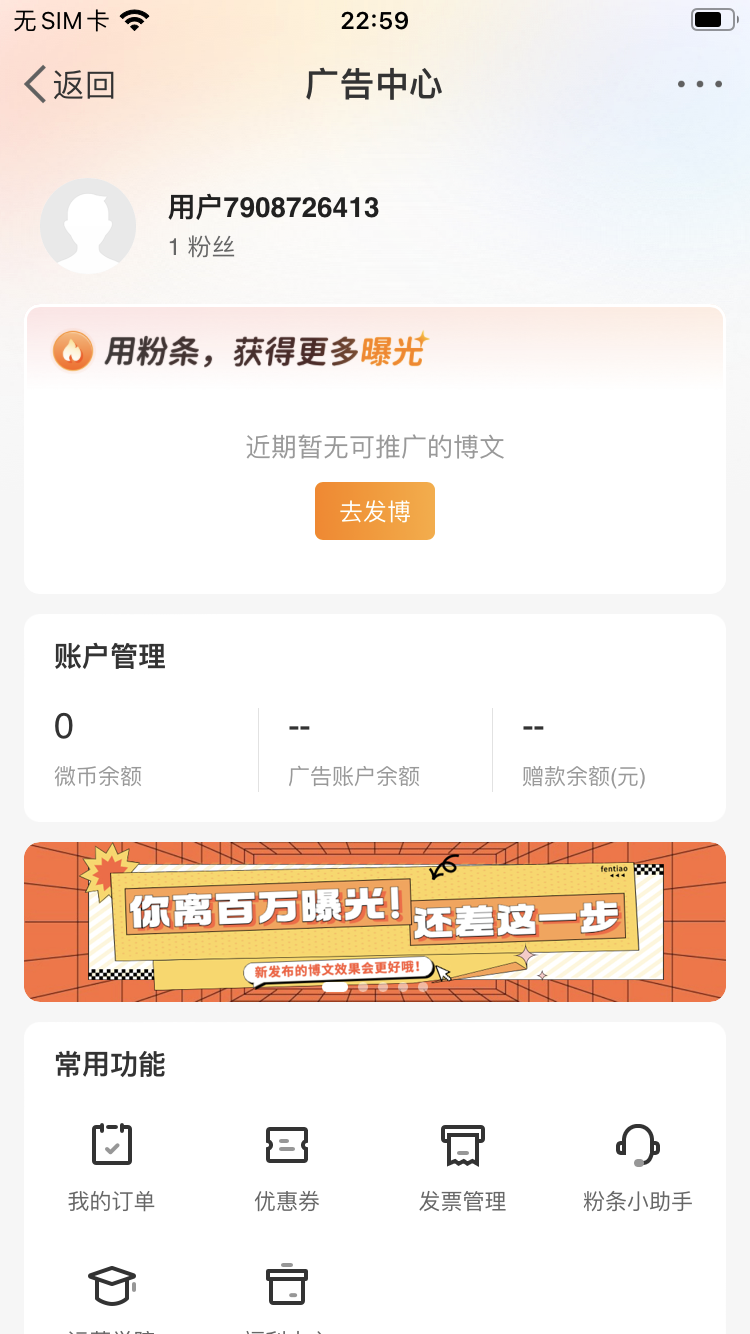 无SIM卡 22:59
返回 广告中心
用户7908726413
1 粉丝
用粉条，获得更多曝光
近期暂无可推广的博文
去发博
账户管理
0 -- --
微币余额 广告账户余额 赠款余额(元)
fentiao
你离百万曝光！还差这一步
新发布的博文效果会更好哦！
常用功能
我的订单 优惠券 发票管理 粉条小助手